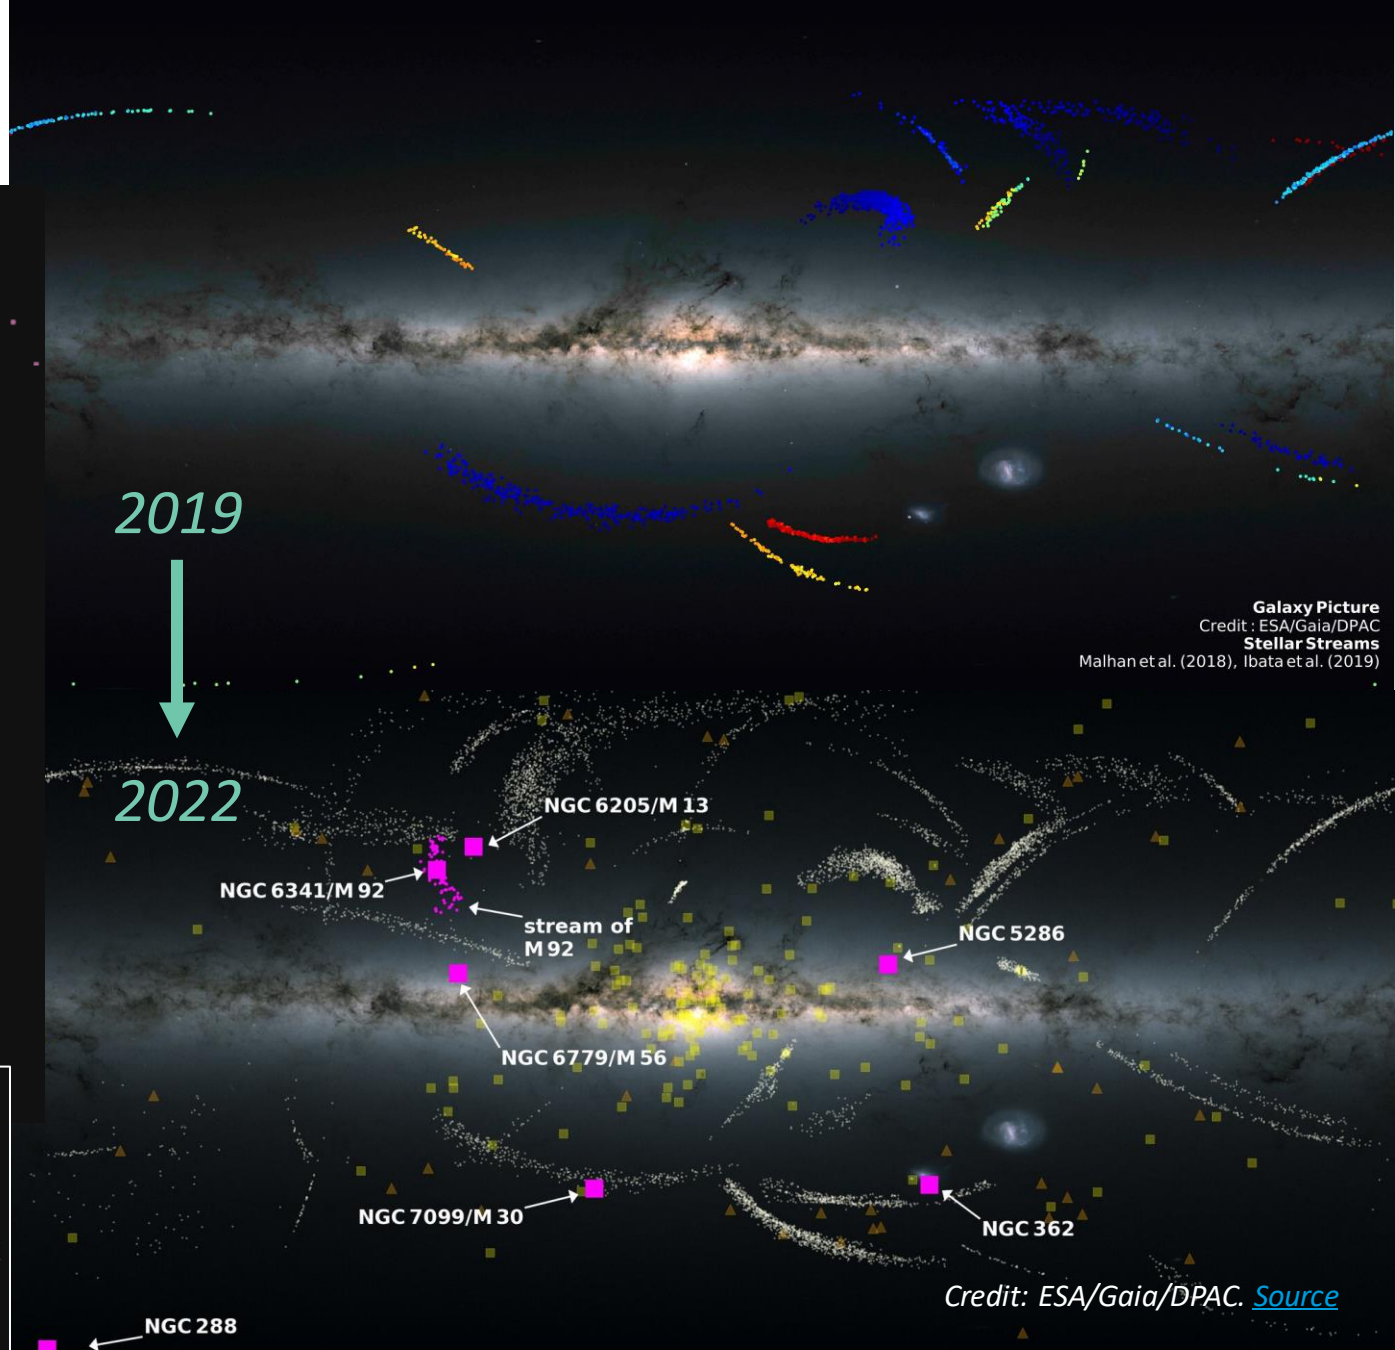 2019
Galaxy Picture
Credit : ESA/Gaia/DPAC
Stellar Streams
Malhan et al. (2018), Ibata et al. (2019)
2022
NGC 6205/M 13
NGC 6341/M 92
stream of
M 92
NGC 5286
NGC 6779/M 56
NGC 7099/M 30
NGC 362
Credit: ESA/Gaia/DPAC. Source
NGC 288